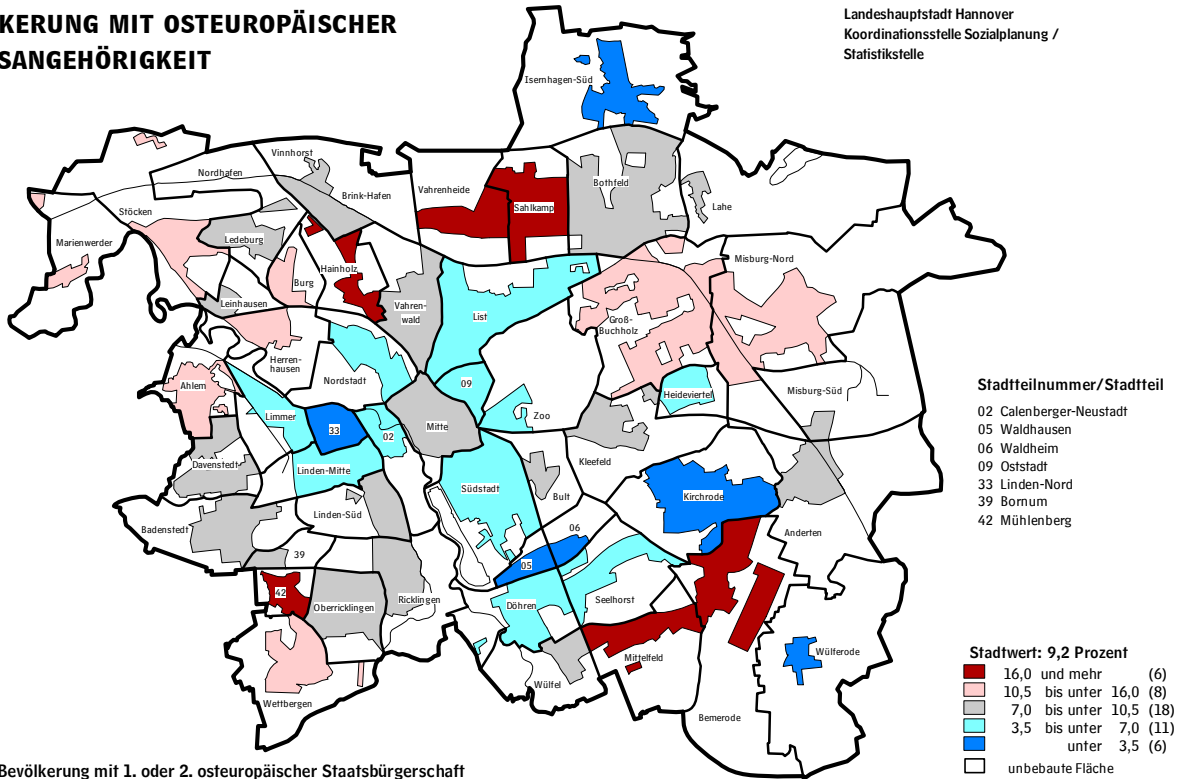 KERUNG MIT OSTEUROPÄISCHER
SANGEHÖRIGKEIT
Landeshauptstadt Hannover
Koordinationsstelle Sozialplanung /
Statistikstelle
Isernhagen-Süd
Vinnhorst
Nordhafen
Brink-Hafen
Vahrenheide
Sahlkamp
Bothfeld
Lahe
Stöcken
Marienwerder
Ledeburg
Hainholz
Burg
Leinhausen
Vahren-
wald
List
Groß-
Buchholz
Misburg-Nord
Herren-
hausen
Nordstadt
Ahlem
09
Zoo
Heideviertel
Misburg-Süd
Limmer
33
02
Mitte
Davenstedt
Linden-Mitte
Kleefeld
Südstadt
Bult
Kirchrode
Badenstedt
Linden-Süd
06
Anderten
39
05
42
Oberricklingen
Ricklingen
Döhren
Seelhorst
Mittelfeld
Wülferode
Wülfel
Wettbergen
Bemerode
Stadtteilnummer/Stadtteil
02 Calenberger-Neustadt
05 Waldhausen
06 Waldheim
09 Oststadt
33 Linden-Nord
39 Bornum
42 Mühlenberg
Stadtwert: 9,2 Prozent
16,0 und mehr (6)
10,5 bis unter 16,0 (8)
7,0 bis unter 10,5 (18)
3,5 bis unter 7,0 (11)
unter 3,5 (6)
unbebaute Fläche
Bevölkerung mit 1. oder 2. osteuropäischer Staatsbürgerschaft